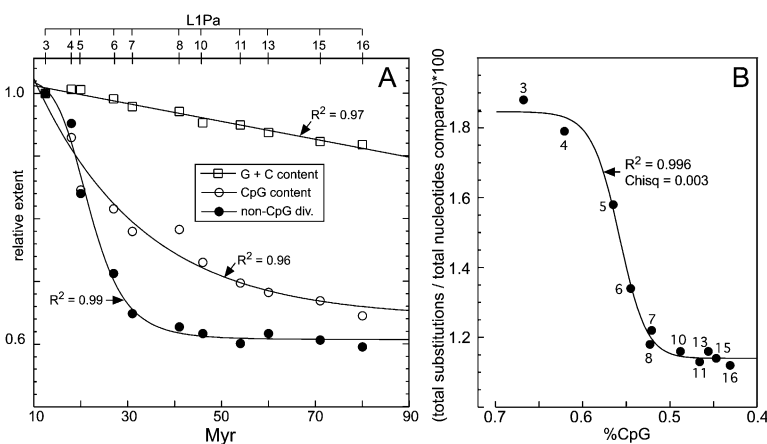 L1Pa
3 4 5 6 7 8 10 11 13 15 16
A
1.0
0.6
relative extent
R² = 0.97
G + C content
CpG content
non-CpG div.
R² = 0.96
R² = 0.99
10 30 50 70 90
Myr
B
(total substitutions / total nucleotides compared)*100
1.8
1.6
1.4
1.2
3
4
R² = 0.996
Chisq = 0.003
5
6
7
8
10
11
13
15
16
0.7 0.6 0.5 0.4
%CpG